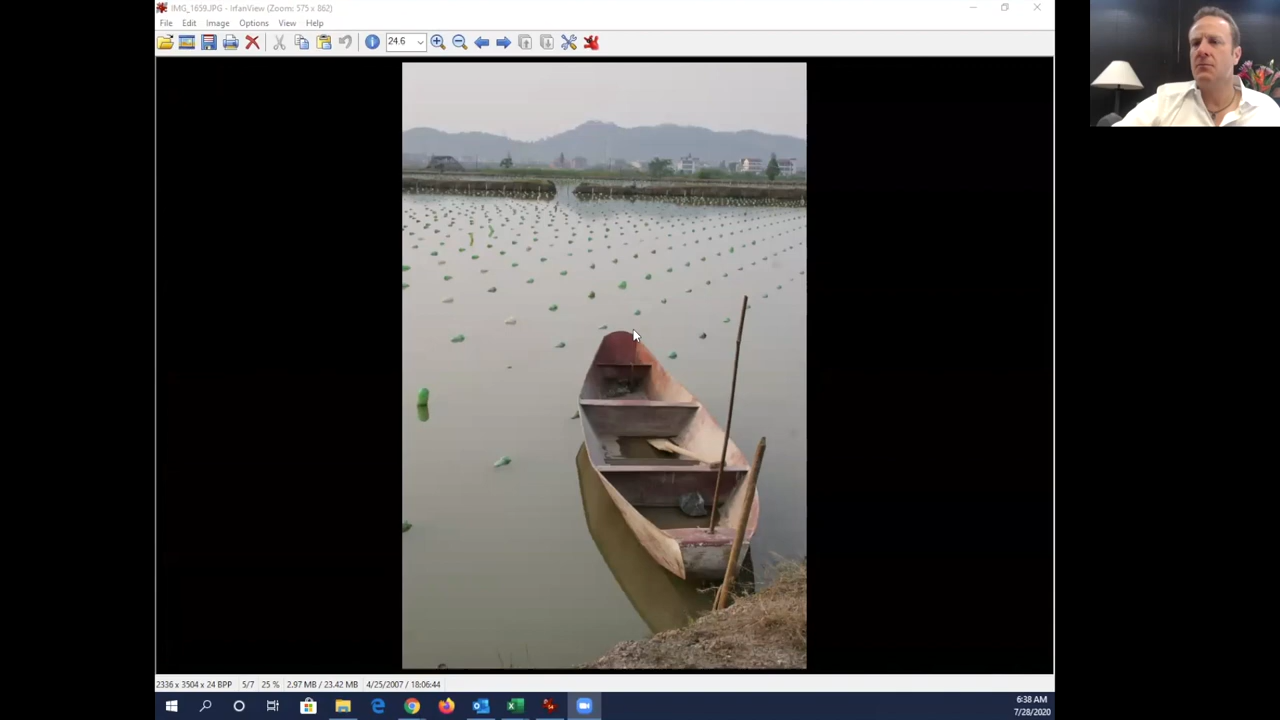 IMG_1659.JPG - IrfanView (Zoom: 575 x 862)
File Edit Image Options View Help
24.6
2336 x 3504 x 24 BPP 5/7 25 % 2.97 MB / 23.42 MB 4/25/2007 / 18:06:44
6:38 AM
7/28/2020